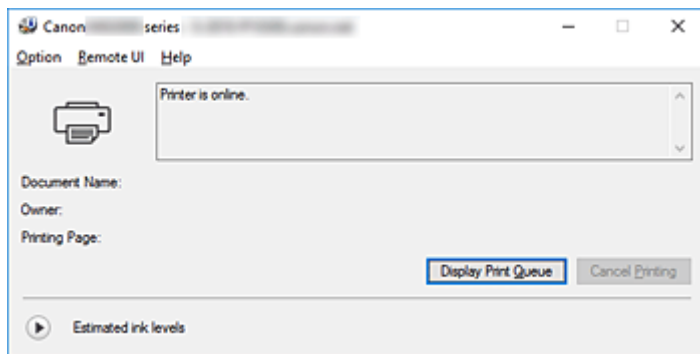 Canon series
Option Remote UI Help
Printer is online.
Document Name:
Owner:
Printing Page:
Display Print Queue Cancel Printing
Estimated ink levels